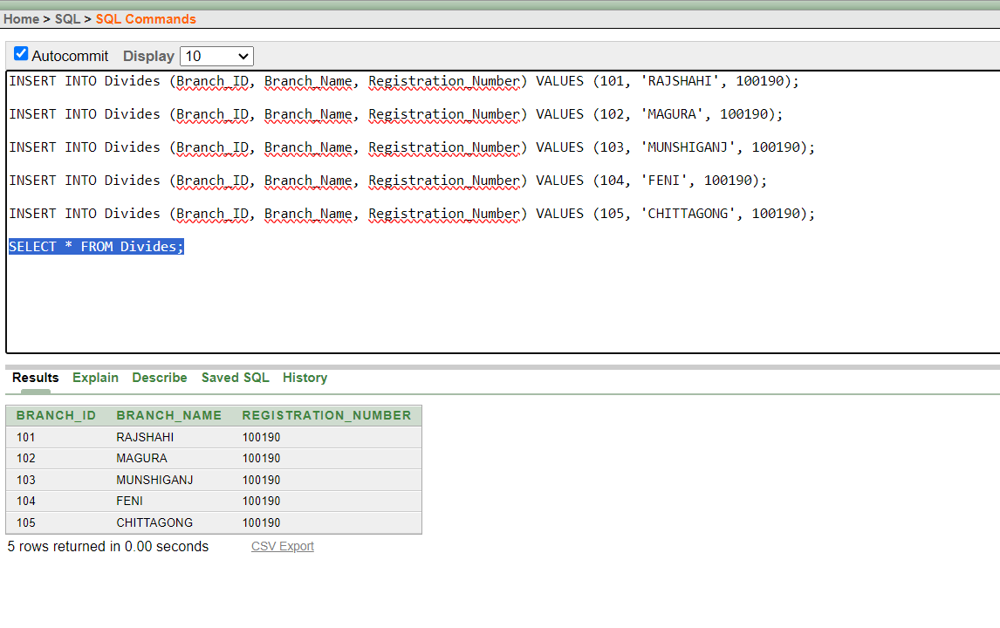 Home > SQL > SQL Commands
Autocommit Display 10
INSERT INTO Divides (Branch_ID, Branch_Name, Registration_Number) VALUES (101, 'RAJSHAHI', 100190);
INSERT INTO Divides (Branch_ID, Branch_Name, Registration_Number) VALUES (102, 'MAGURA', 100190);
INSERT INTO Divides (Branch_ID, Branch_Name, Registration_Number) VALUES (103, 'MUNSHIGANJ', 100190);
INSERT INTO Divides (Branch_ID, Branch_Name, Registration_Number) VALUES (104, 'FENI', 100190);
INSERT INTO Divides (Branch_ID, Branch_Name, Registration_Number) VALUES (105, 'CHITTAGONG', 100190);
SELECT * FROM Divides;
Results Explain Describe Saved SQL History
BRANCH_ID BRANCH_NAME REGISTRATION_NUMBER
101 RAJSHAHI 100190
102 MAGURA 100190
103 MUNSHIGANJ 100190
104 FENI 100190
105 CHITTAGONG 100190
5 rows returned in 0.00 seconds CSV Export